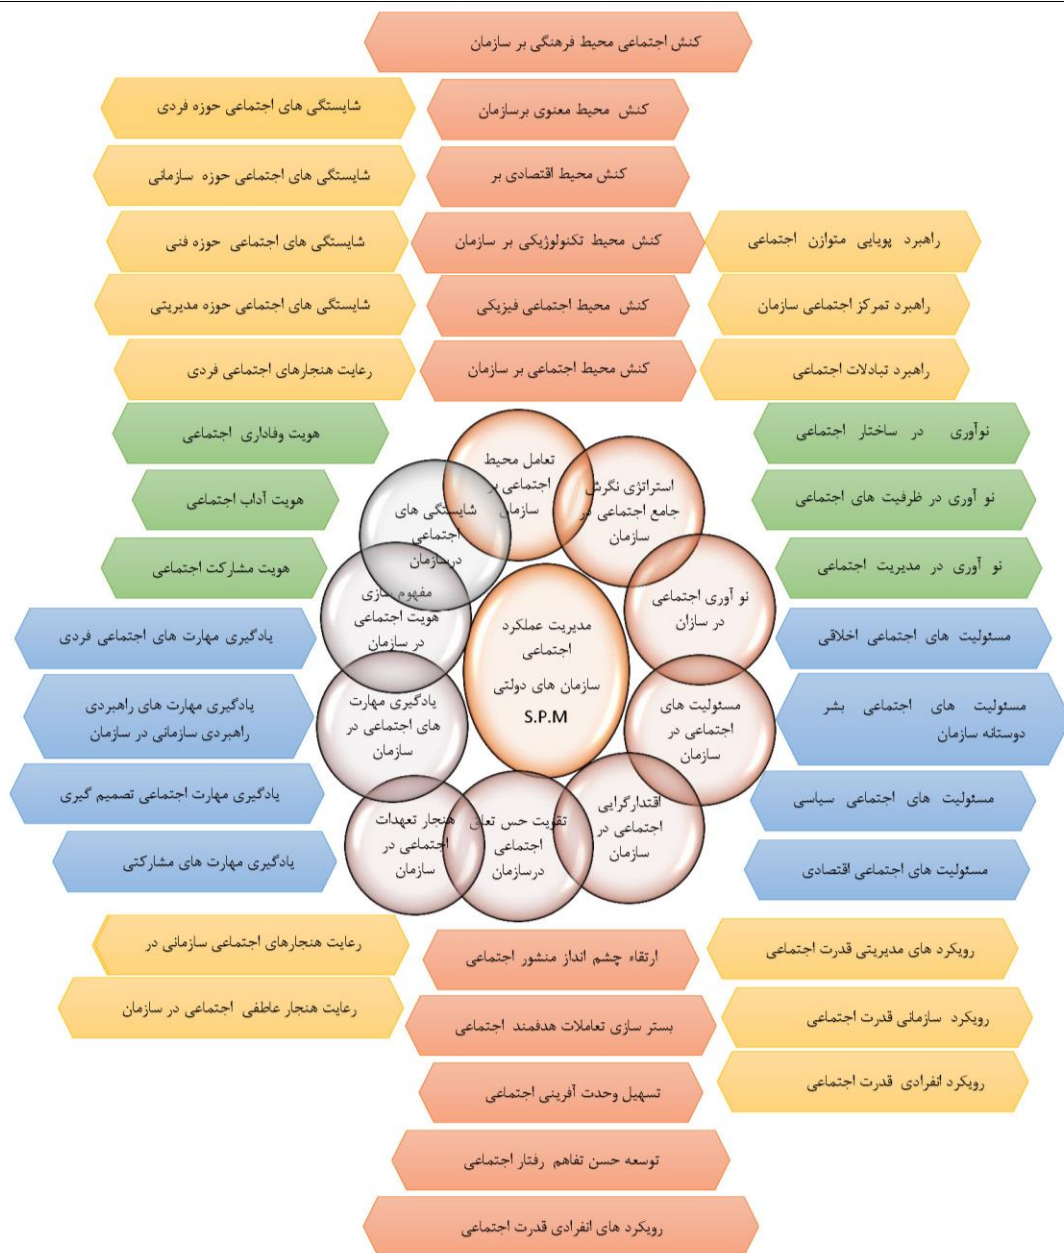 کنش اجتماعی محیط فرهنگی بر سازمان
کنش محیط معنوی برسازمان
کنش محیط اقتصادی بر
کنش محیط تکنولوژیکی بر سازمان
کنش محیط اجتماعی فیزیکی
کنش محیط اجتماعی بر سازمان
راهبرد پویایی متوازن اجتماعی
راهبرد تمرکز اجتماعی سازمان
راهبرد تبادلات اجتماعی
نوآوری در ساختار اجتماعی
نو آوری در ظرفیت های اجتماعی
نو آوری در مدیریت اجتماعی
مسئولیت های اجتماعی اخلاقی
مسئولیت های اجتماعی بشر
دوستانه سازمان
مسئولیت های اجتماعی سیاسی
مسئولیت های اجتماعی اقتصادی
رویکرد های مدیریتی قدرت اجتماعی
رویکرد سازمانی قدرت اجتماعی
رویکرد انفرادی قدرت اجتماعی
شایستگی های اجتماعی حوزه فردی
شایستگی های اجتماعی حوزه سازمانی
شایستگی های اجتماعی حوزه فنی
شایستگی های اجتماعی حوزه مدیریتی
رعایت هنجارهای اجتماعی فردی
هویت وفاداری اجتماعی
هویت آداب اجتماعی
هویت مشارکت اجتماعی
یادگیری مهارت های اجتماعی فردی
یادگیری مهارت های راهبردی
راهبردی سازمانی در سازمان
یادگیری مهارت اجتماعی تصمیم گیری
یادگیری مهارت های مشارکتی
رعایت هنجارهای اجتماعی سازمانی در
رعایت هنجار عاطفی اجتماعی در سازمان
تعامل محیط
اجتماعی بر
سازمان
استراتژی نگرش
جامع اجتماعی در
سازمان
نو آوری اجتماعی
در سازان
مسئولیت های
اجتماعی در
سازمان
اقتدارگرایی
اجتماعی در
سازمان
تقویت حس تعلق
اجتماعی
درسازمان
هنجار تعهدات
اجتماعی در
سازمان
یادگیری مهارت
های اجتماعی در
سازمان
مفهوم سازی
هویت اجتماعی
در سازمان
شایستگی های
اجتماعی
درسازمان
مدیریت عملکرد
اجتماعی
سازمان های دولتی
S.P.M
ارتقاء چشم انداز منشور اجتماعی
بستر سازی تعاملات هدفمند اجتماعی
تسهیل وحدت آفرینی اجتماعی
توسعه حسن تفاهم رفتار اجتماعی
رویکرد های انفرادی قدرت اجتماعی